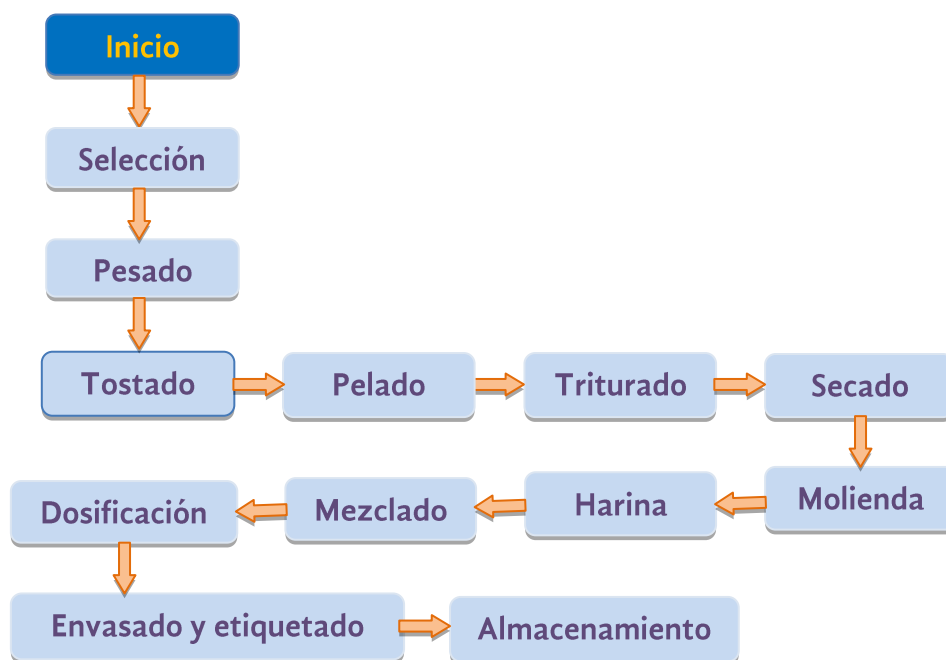 Inicio
Selección
Pesado
Tostado
Pelado
Triturado
Secado
Molienda
Harina
Mezclado
Dosificación
Envasado y etiquetado
Almacenamiento